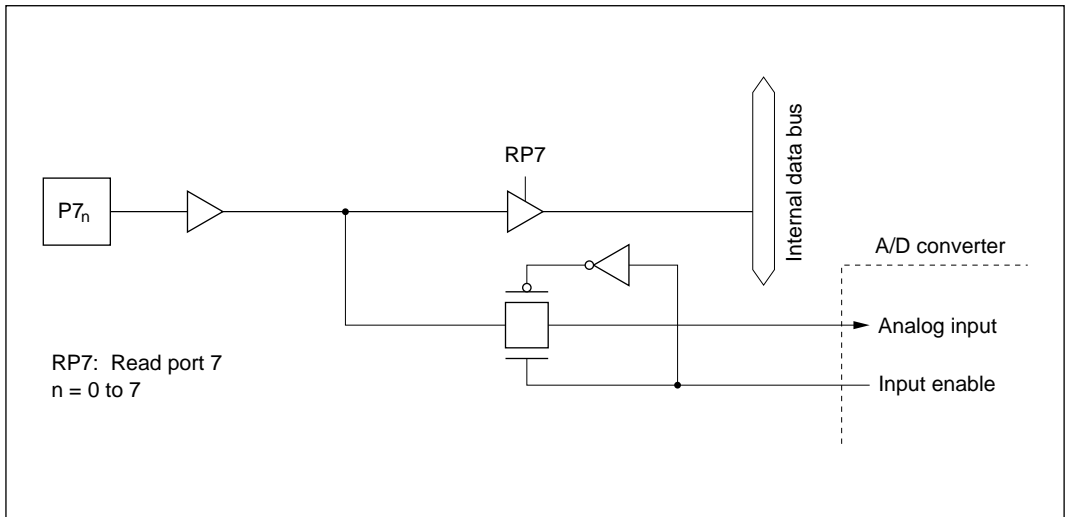 RP7
P7n
Internal data bus
A/D converter
Analog input
Input enable
RP7: Read port 7
n = 0 to 7